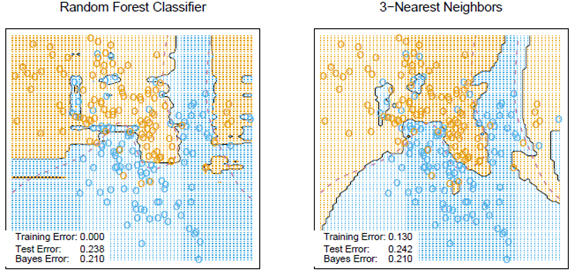 Random Forest Classifier
Training Error: 0.000
Test Error: 0.238
Bayes Error: 0.210
3−Nearest Neighbors
Training Error: 0.130
Test Error: 0.242
Bayes Error: 0.210